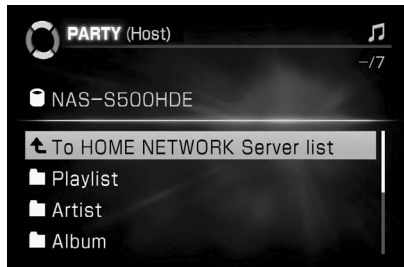 PARTY (Host)
-/7
NAS-S500HDE
To HOME NETWORK Server list
Playlist
Artist
Album